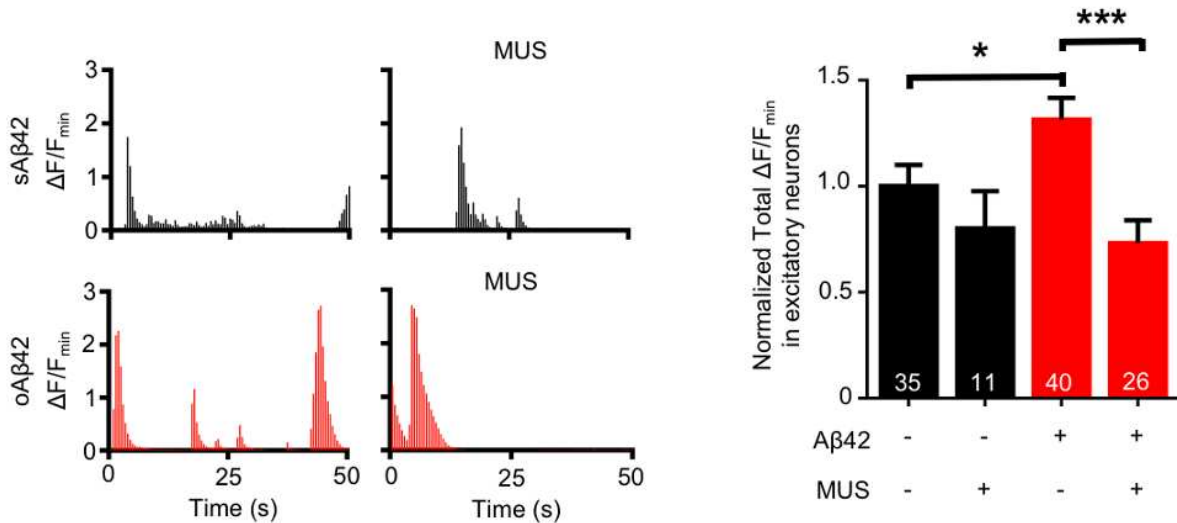 MUS
sAβ42
ΔF/Fmin
3
2
1
0
MUS
oAβ42
ΔF/Fmin
3
2
1
0
0 25 50
Time (s)
0 25 50
Time (s)
***
*
Normalized Total ΔF/Fmin
in excitatory neurons
1.5
1.0
0.5
0
35 11 40 26
Aβ42 - - + +
MUS - + - +